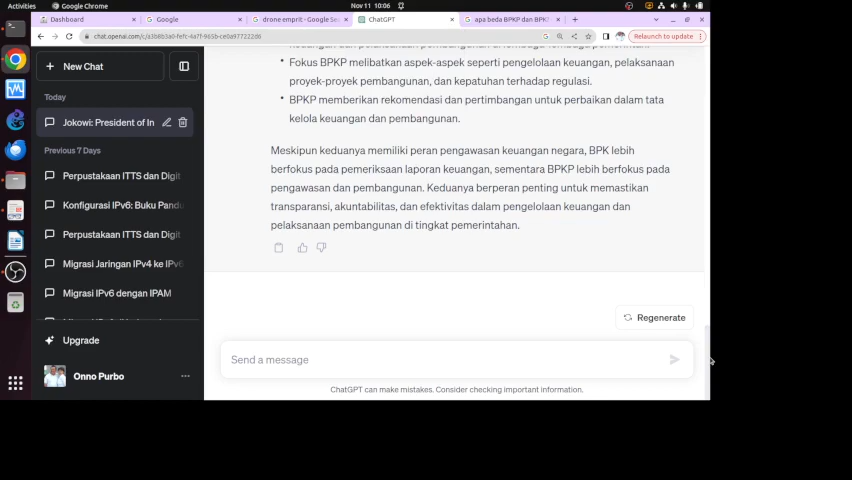 Activities
Google Chrome
Nov 11 10:06
Dashboard
Google
drone emprit - Google Se
ChatGPT
apa beda BPKP dan BPK
chat.openai.com/c/a3b8b3ad-fefc-4a7f-965b-ce0a977222d6
Relaunch to update
New Chat
Today
Jokowi: President of In
Previous 7 Days
Perpustakaan ITTS dan Digit
Konfigurasi IPv6: Buku Pandu
Perpustakaan ITTS dan Digit
Migrasi Jaringan IPv4 ke IPv6
Migrasi IPv6 dengan IPAM
Upgrade
Onno Purbo
• Fokus BPKP melibatkan aspek-aspek seperti pengelolaan keuangan, pelaksanaan
proyek-proyek pembangunan, dan kepatuhan terhadap regulasi.
• BPKP memberikan rekomendasi dan pertimbangan untuk perbaikan dalam tata
kelola keuangan dan pembangunan.
Meskipun keduanya memiliki peran pengawasan keuangan negara, BPK lebih
berfokus pada pemeriksaan laporan keuangan, sementara BPKP lebih berfokus pada
pengawasan dan pembangunan. Keduanya berperan penting untuk memastikan
transparansi, akuntabilitas, dan efektivitas dalam pengelolaan keuangan dan
pelaksanaan pembangunan di tingkat pemerintahan.
Regenerate
Send a message
ChatGPT can make mistakes. Consider checking important information.